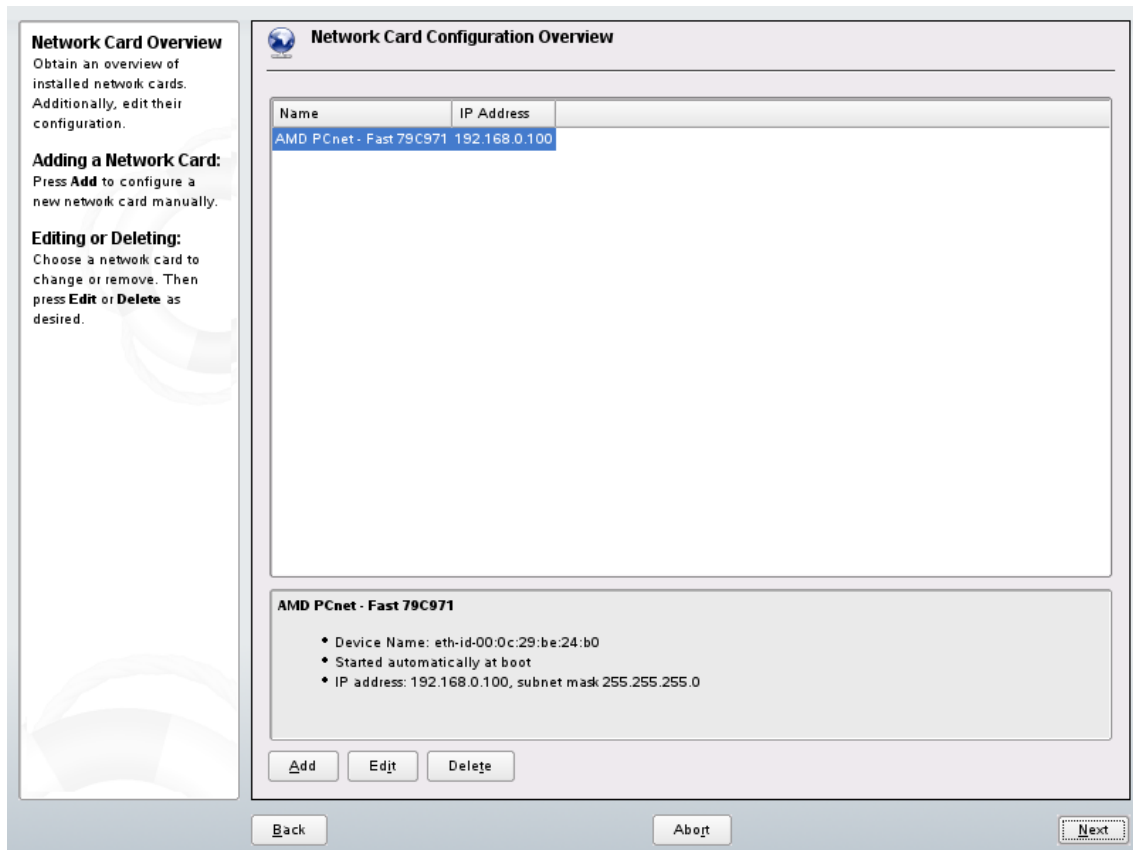 Network Card Overview
Obtain an overview of
installed network cards.
Additionally, edit their
configuration.
Adding a Network Card:
Press Add to configure a
new network card manually.
Editing or Deleting:
Choose a network card to
change or remove. Then
press Edit or Delete as
desired.
Network Card Configuration Overview
Name IP Address
AMD PCnet - Fast 79C971 192.168.0.100
AMD PCnet - Fast 79C971
• Device Name: eth-id-00:0c:29:be:24:b0
• Started automatically at boot
• IP address: 192.168.0.100, subnet mask 255.255.255.0
Add Edit Delete
Back Abort Next